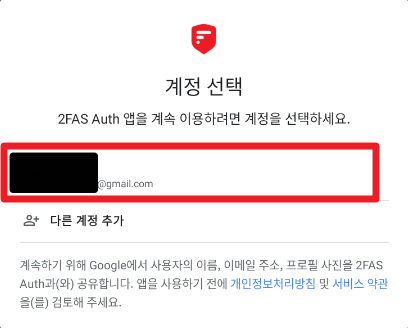 계정 선택
2FAS Auth 앱을 계속 이용하려면 계정을 선택하세요.
@gmail.com
다른 계정 추가
계속하기 위해 Google에서 사용자의 이름, 이메일 주소, 프로필 사진을 2FAS
Auth과(와) 공유합니다. 앱을 사용하기 전에 개인정보처리방침 및 서비스 약관
을(를) 검토해 주세요.